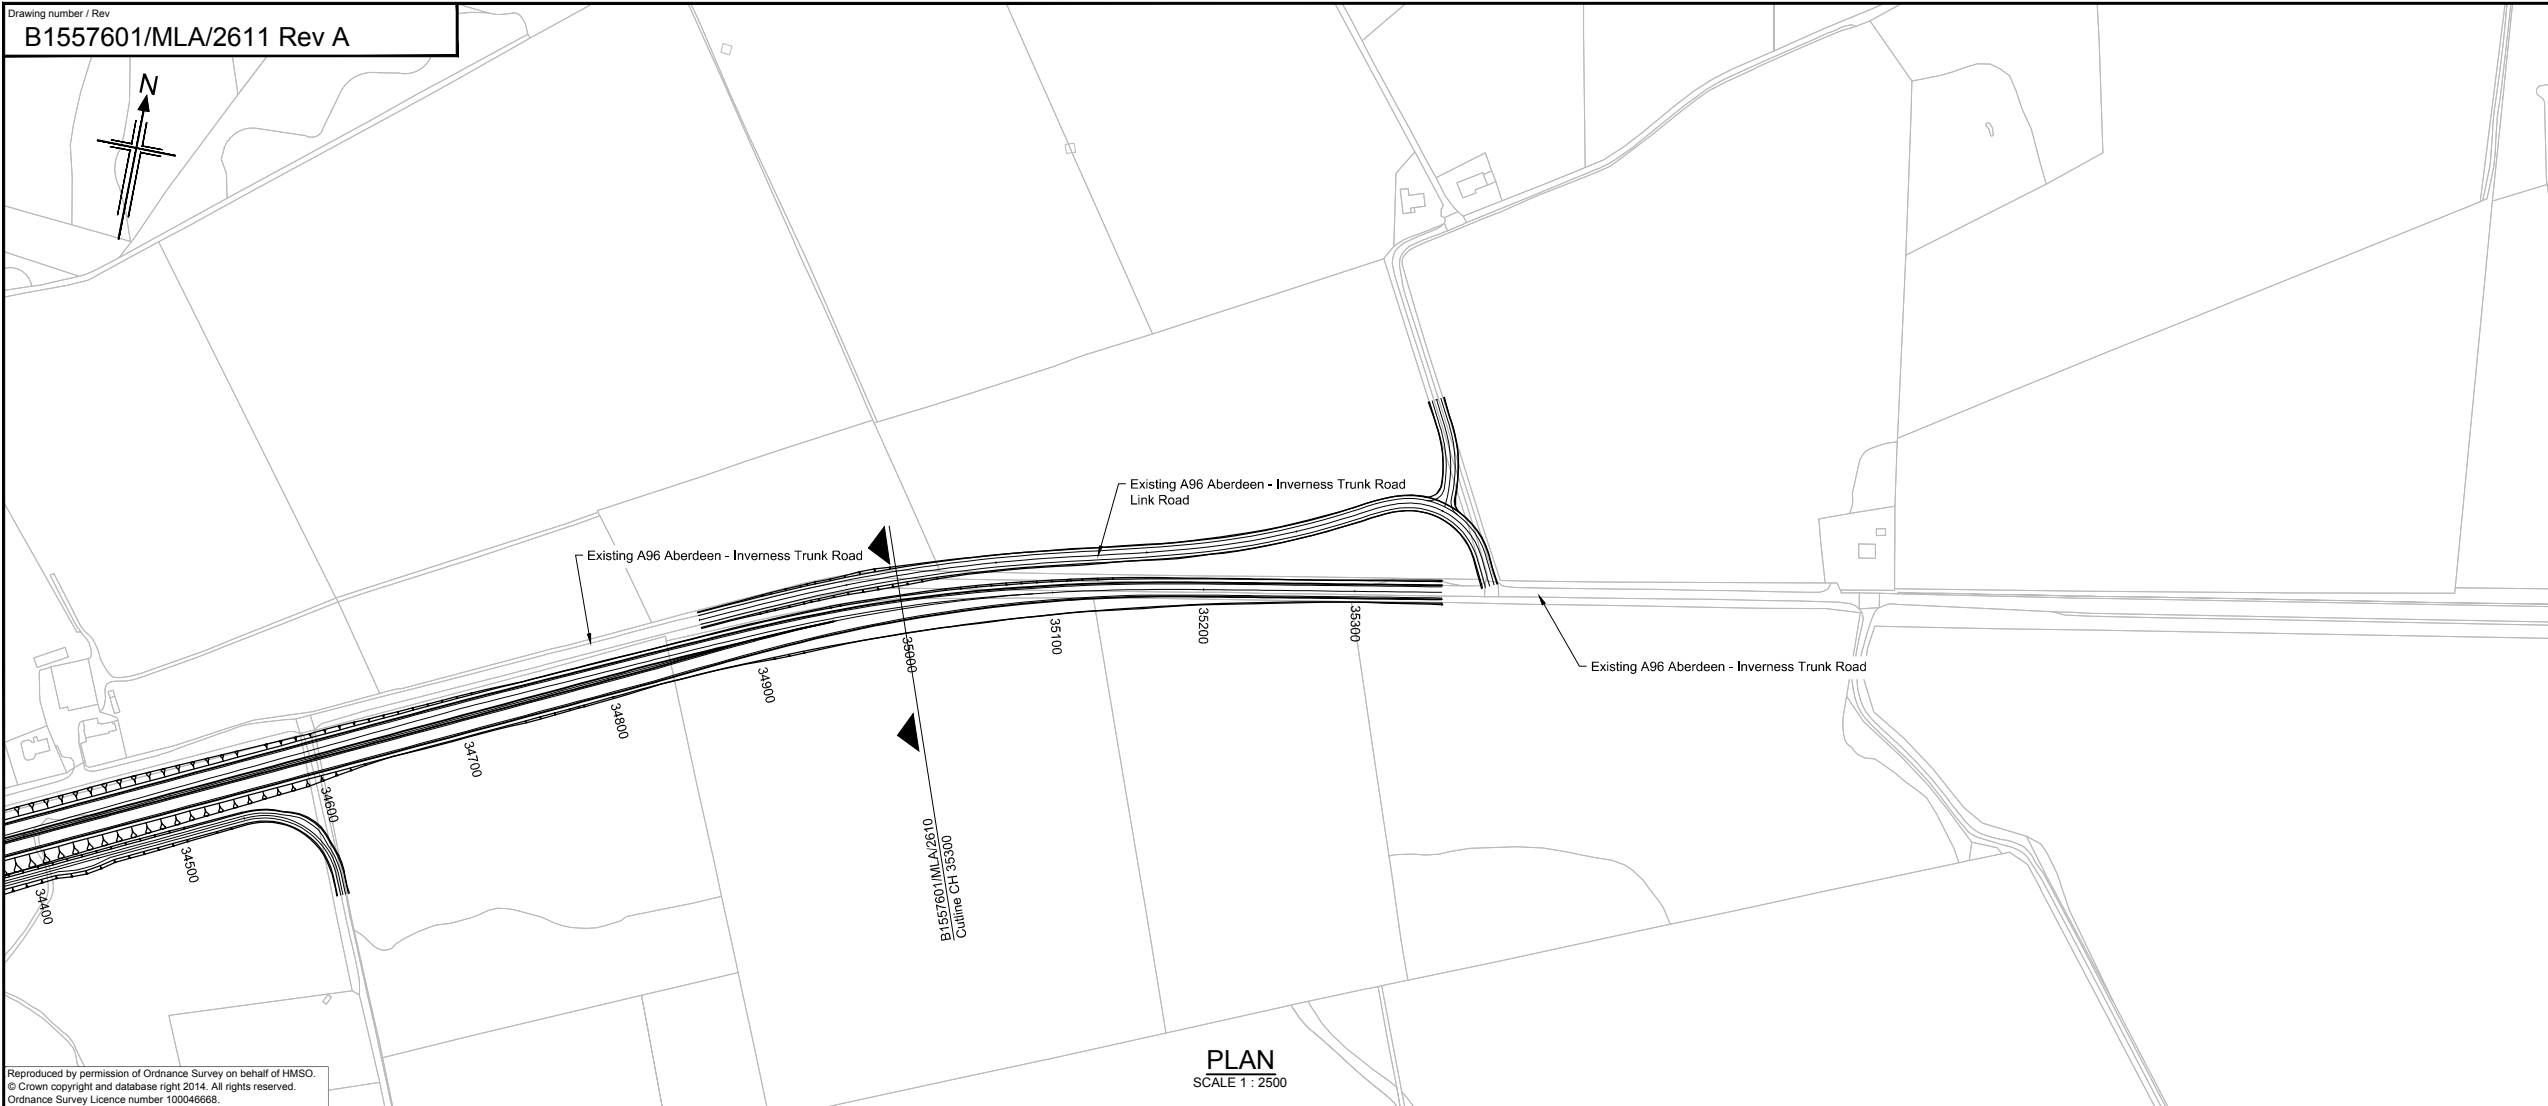 Drawing number / Rev
B1557601/MLA/2611 Rev A
N
Existing A96 Aberdeen - Inverness Trunk Road
Link Road
Existing A96 Aberdeen - Inverness Trunk Road
Existing A96 Aberdeen - Inverness Trunk Road
34400
34500
34600
34700
34800
34900
35000
35100
35200
35300
B1557601/MLA/2610
Cutline CH 35300
PLAN
SCALE 1 : 2500
Reproduced by permission of Ordnance Survey on behalf of HMSO.
© Crown copyright and database right 2014. All rights reserved.
Ordnance Survey Licence number 100046668.